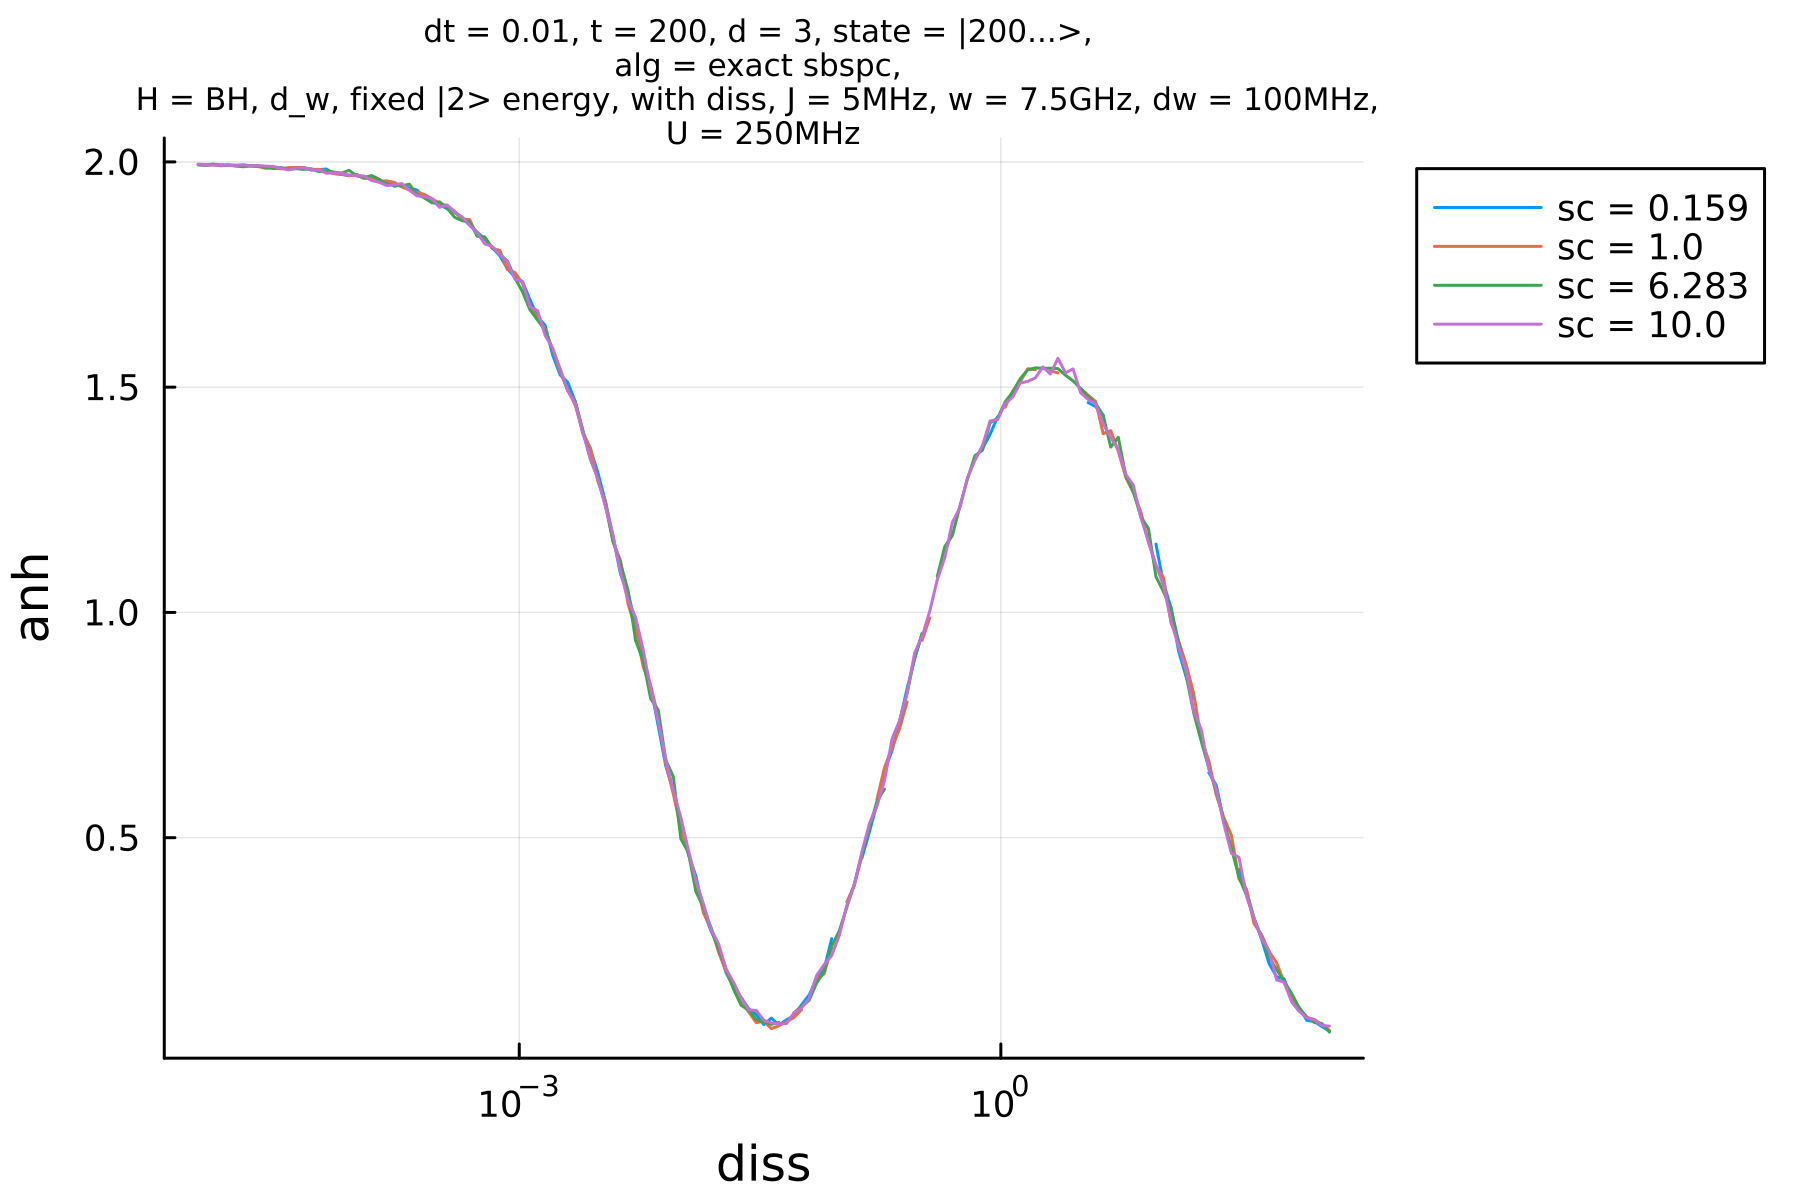 dt = 0.01, t = 200, d = 3, state = |200...>,
alg = exact sbspc,
H = BH, d_w, fixed |2> energy, with diss, J = 5MHz, w = 7.5GHz, dw = 100MHz,
U = 250MHz
2.0
1.5
1.0
0.5
anh
sc = 0.159
sc = 1.0
sc = 6.283
sc = 10.0
10⁻³
10⁰
diss